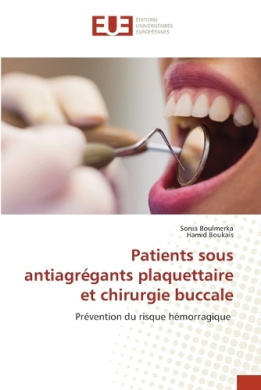 EUE
ÉDITIONS
UNIVERSITAIRES
EUROPÉENNES
Sonia Boulmerka
Hamid Boukais
Patients sous
antiagrégants plaquettaire
et chirurgie buccale
Prévention du risque hémorragique